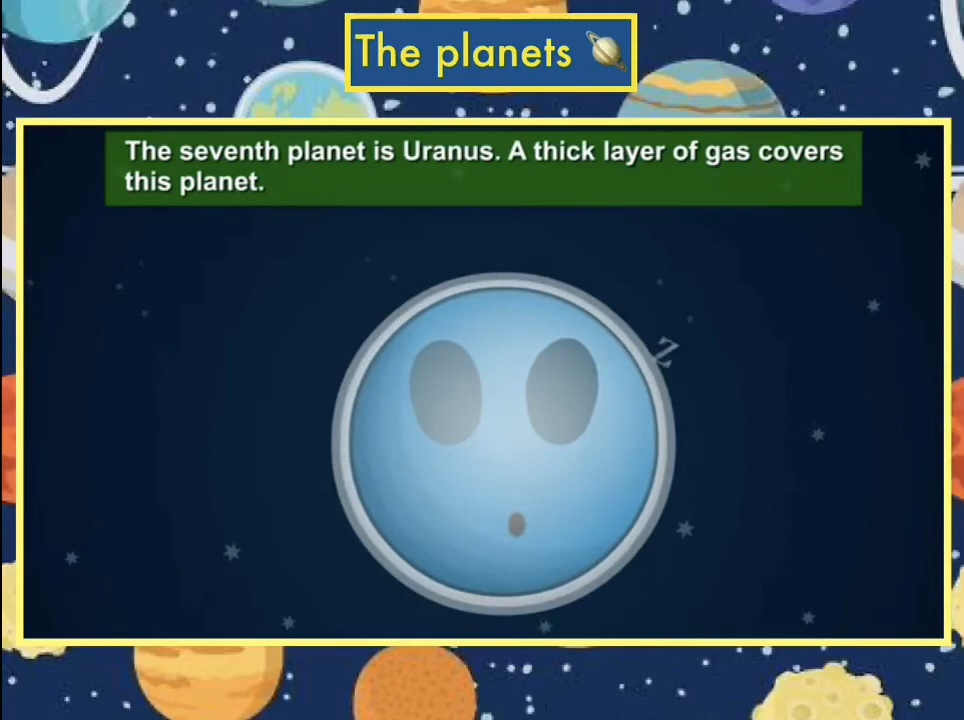 The planets 🪐
The seventh planet is Uranus. A thick layer of gas covers
this planet.
z